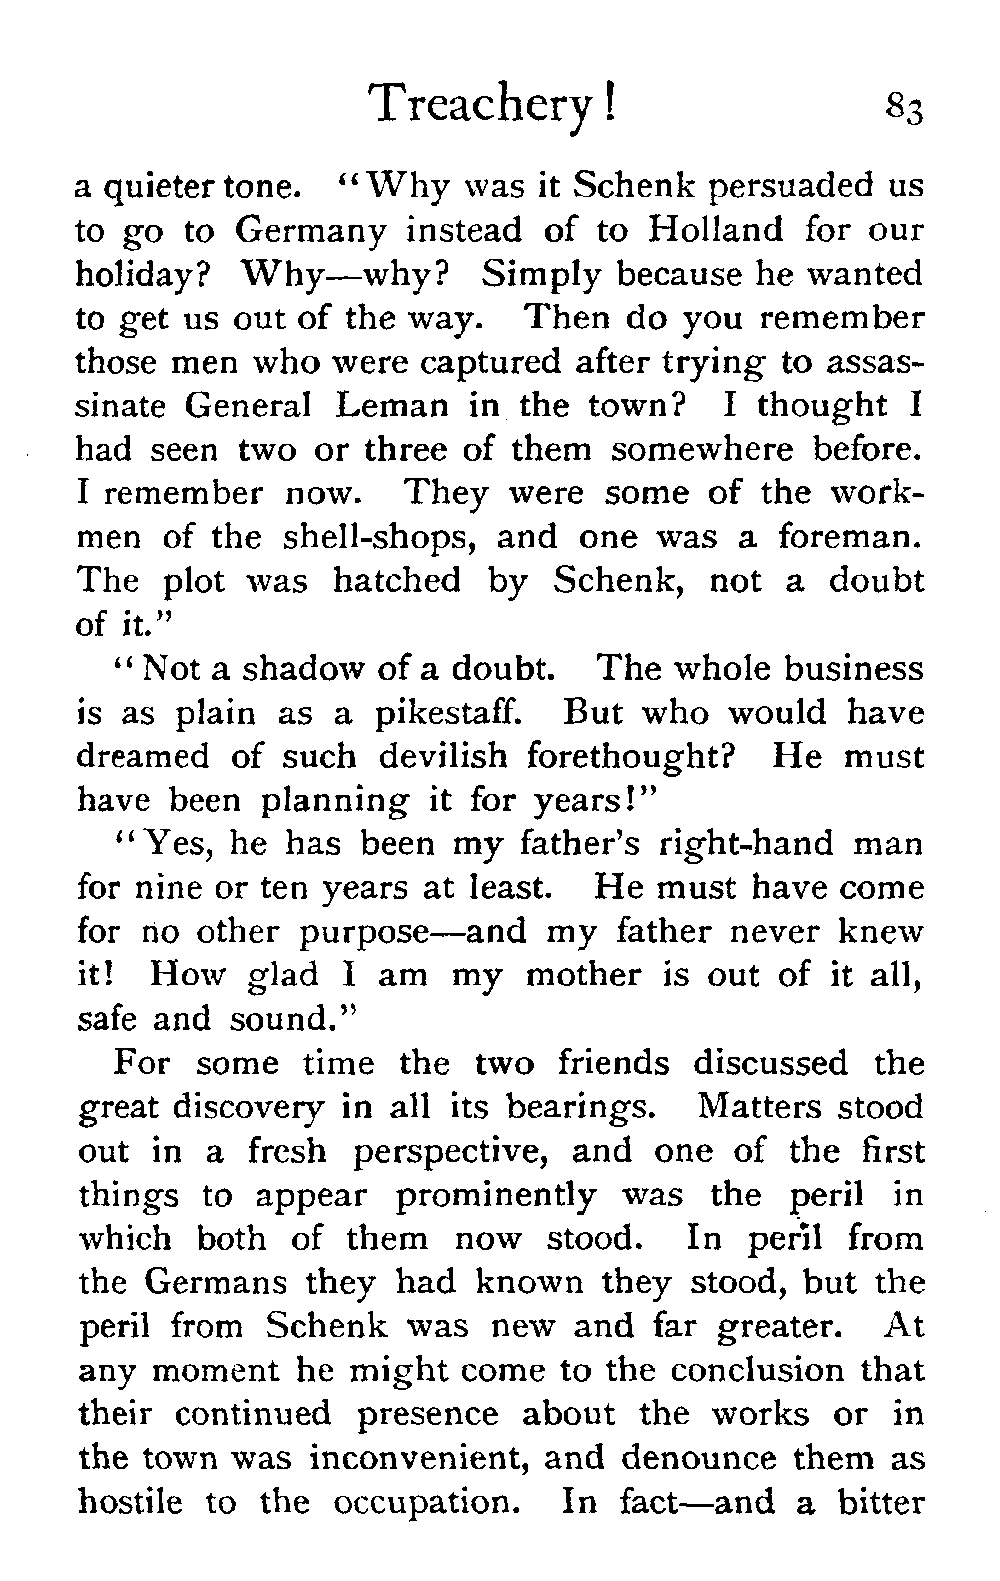 Treachery! 83
a quieter tone. "Why was it Schenk persuaded us
to go to Germany instead of to Holland for our
holiday? Why—why? Simply because he wanted
to get us out of the way. Then do you remember
those men who were captured after trying to assas-
sinate General Leman in the town? I thought I
had seen two or three of them somewhere before.
I remember now. They were some of the work-
men of the shell-shops, and one was a foreman.
The plot was hatched by Schenk, not a doubt
of it."
"Not a shadow of a doubt. The whole business
is as plain as a pikestaff. But who would have
dreamed of such devilish forethought? He must
have been planning it for years!"
"Yes, he has been my father's right-hand man
for nine or ten years at least. He must have come
for no other purpose—and my father never knew
it! How glad I am my mother is out of it all,
safe and sound."
For some time the two friends discussed the
great discovery in all its bearings. Matters stood
out in a fresh perspective, and one of the first
things to appear prominently was the peril in
which both of them now stood. In peril from
the Germans they had known they stood, but the
peril from Schenk was new and far greater. At
any moment he might come to the conclusion that
their continued presence about the works or in
the town was inconvenient, and denounce them as
hostile to the occupation. In fact—and a bitter